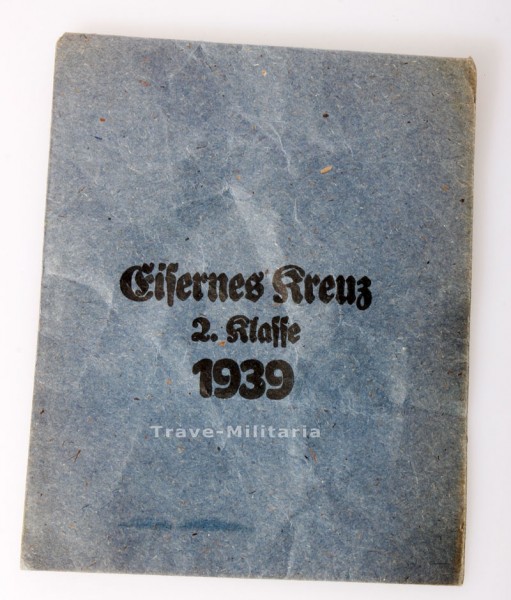 Eisernes Kreuz
2. Klasse
1939
Trave-Militaria